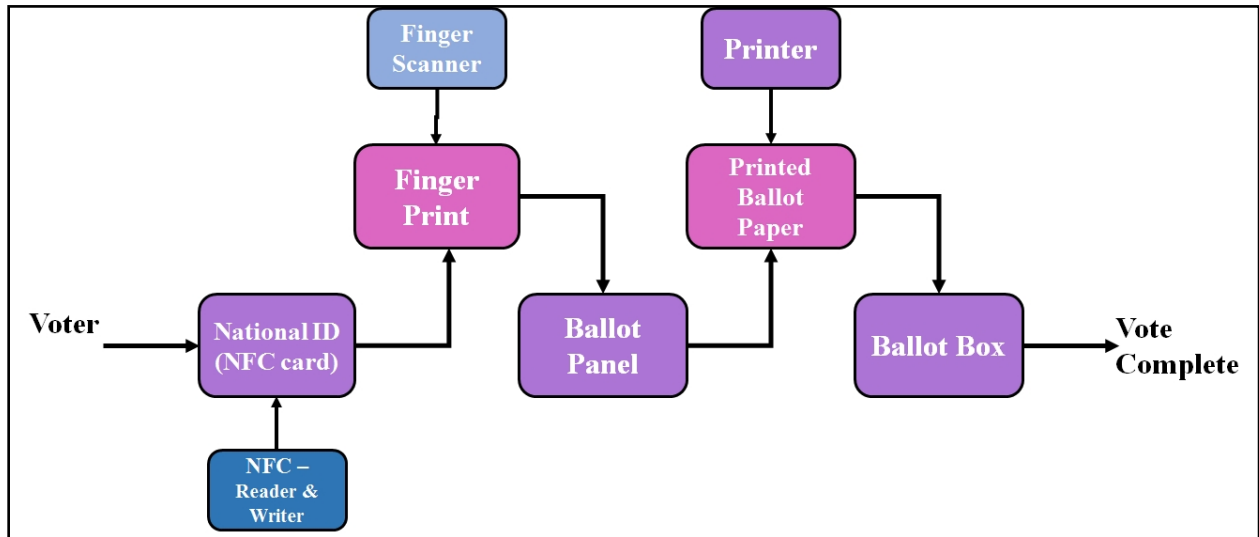 Finger
Scanner
Printer
Finger
Print
Printed
Ballot
Paper
Voter
National ID
(NFC card)
Ballot
Panel
Ballot Box
Vote
Complete
NFC –
Reader &
Writer